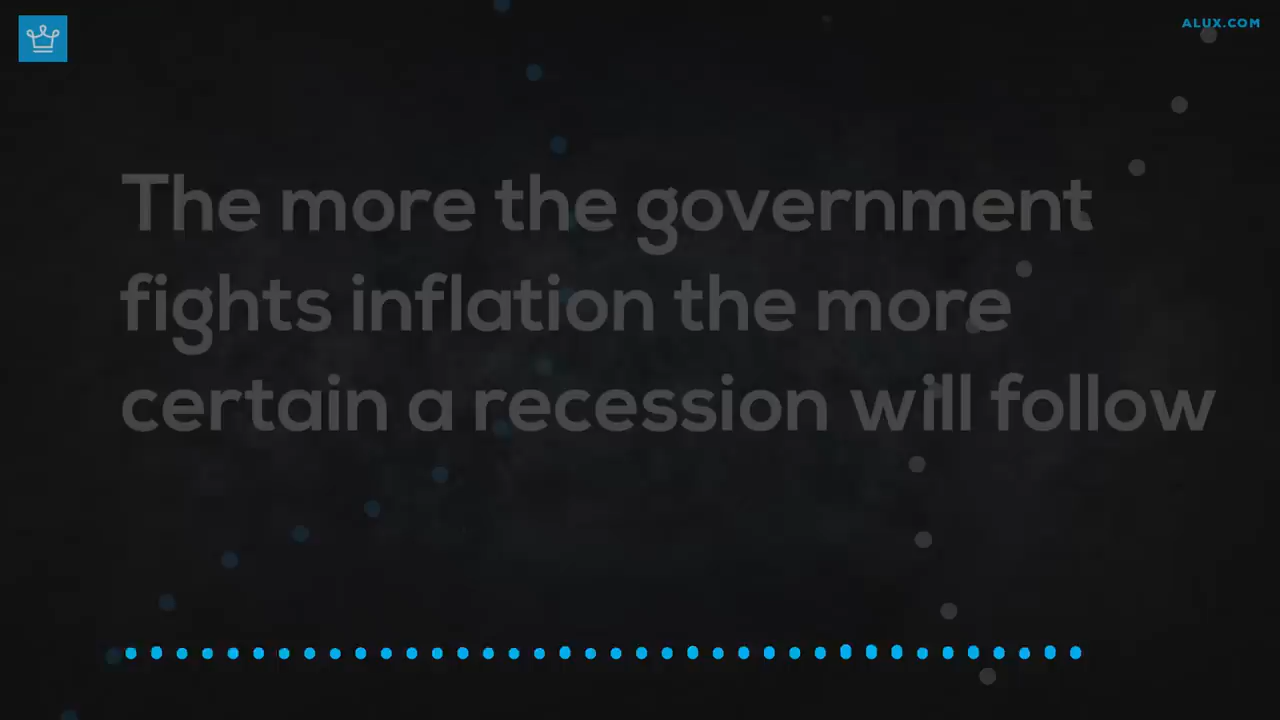 ALUX.COM
The more the government
fights inflation the more
certain a recession will follow